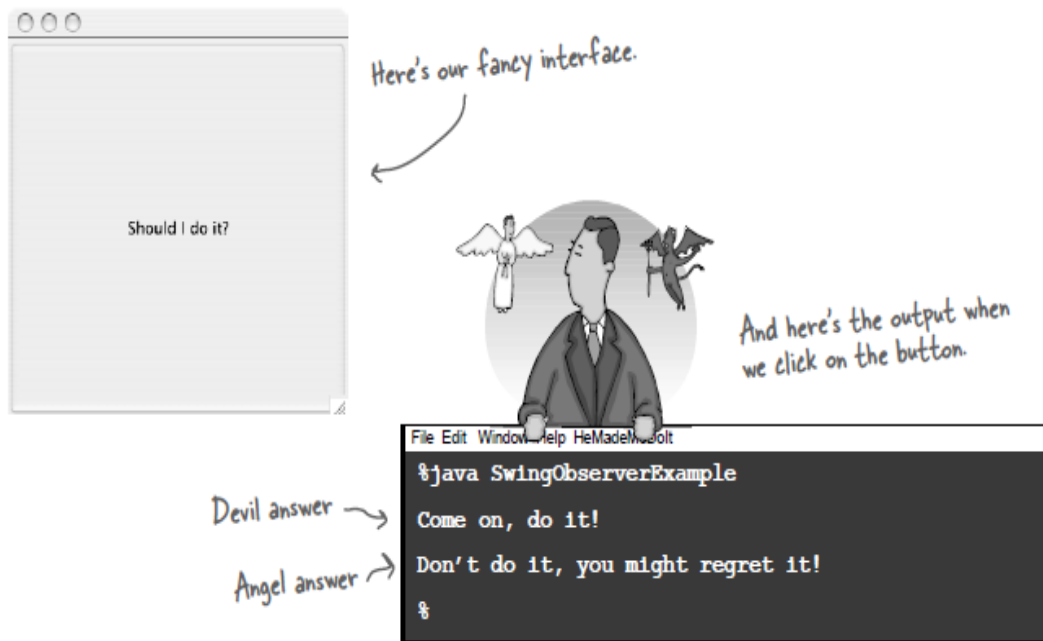 Here's our fancy interface.
Should I do it?
And here's the output when
we click on the button.
File Edit Window Help HeMadeMeDoIt
%java SwingObserverExample
Devil answer
Come on, do it!
Angel answer
Don't do it, you might regret it!
%